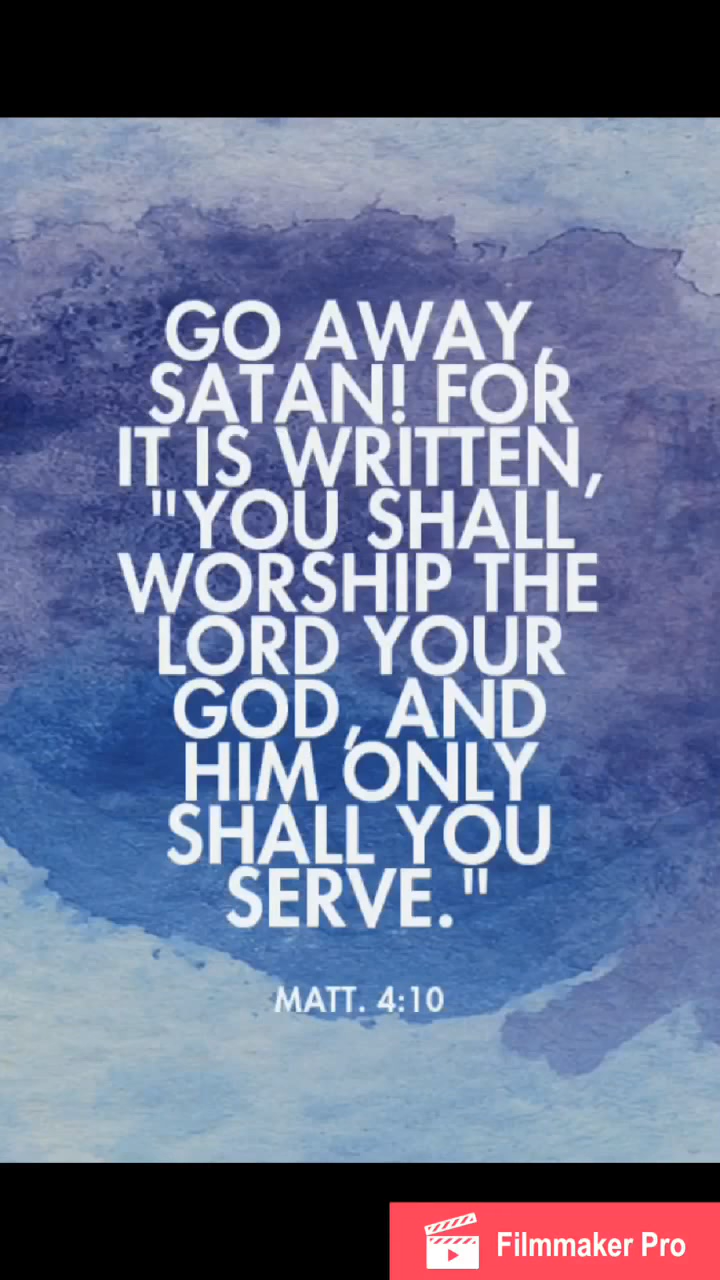 GO AWAY,
SATAN! FOR
IT IS WRITTEN,
"YOU SHALL
WORSHIP THE
LORD YOUR
GOD, AND
HIM ONLY
SHALL YOU
SERVE."
MATT. 4:10
Filmmaker Pro